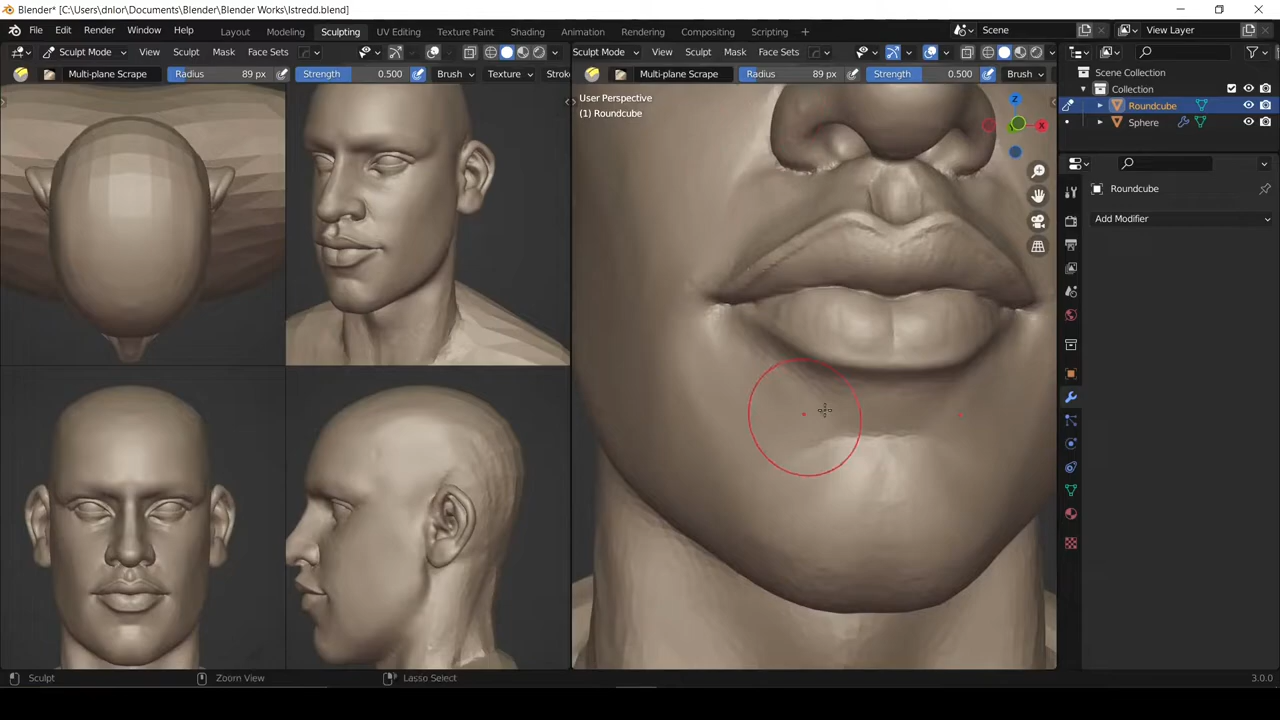 Blender* [C:\Users\dnlor\Documents\Blender\Blender Works\Istredd.blend]
File Edit Render Window Help Layout Modeling Sculpting UV Editing Texture Paint Shading Animation Rendering Compositing Scripting Scene View Layer
Sculpt Mode View Sculpt Mask Face Sets Sculpt Mode View Sculpt Mask Face Sets
Multi-plane Scrape Radius 89 px Strength 0.500 Brush Texture Strok Multi-plane Scrape Radius 89 px Strength 0.500 Brush
Scene Collection
Collection
Roundcube
Sphere
User Perspective
(1) Roundcube
Z
X
Roundcube
Add Modifier
Sculpt Zoom View Lasso Select 3.0.0